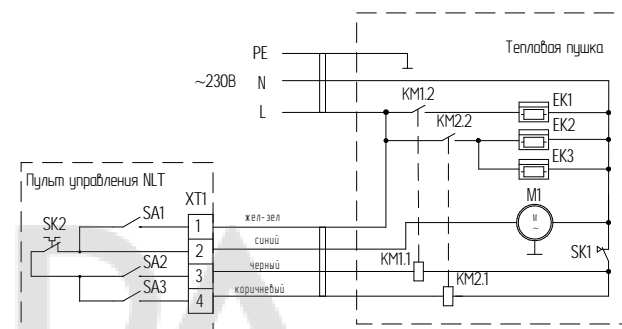 PE
Тепловая пушка
~230В
N
L
KM1.2
EK1
KM2.2
EK2
EK3
Пульт управления NLT
XT1
M1
M
~
SK2
SA1
1
жел-зел
2
синий
SK1
SA2
3
черный
KM1.1
SA3
4
коричневый
KM2.1